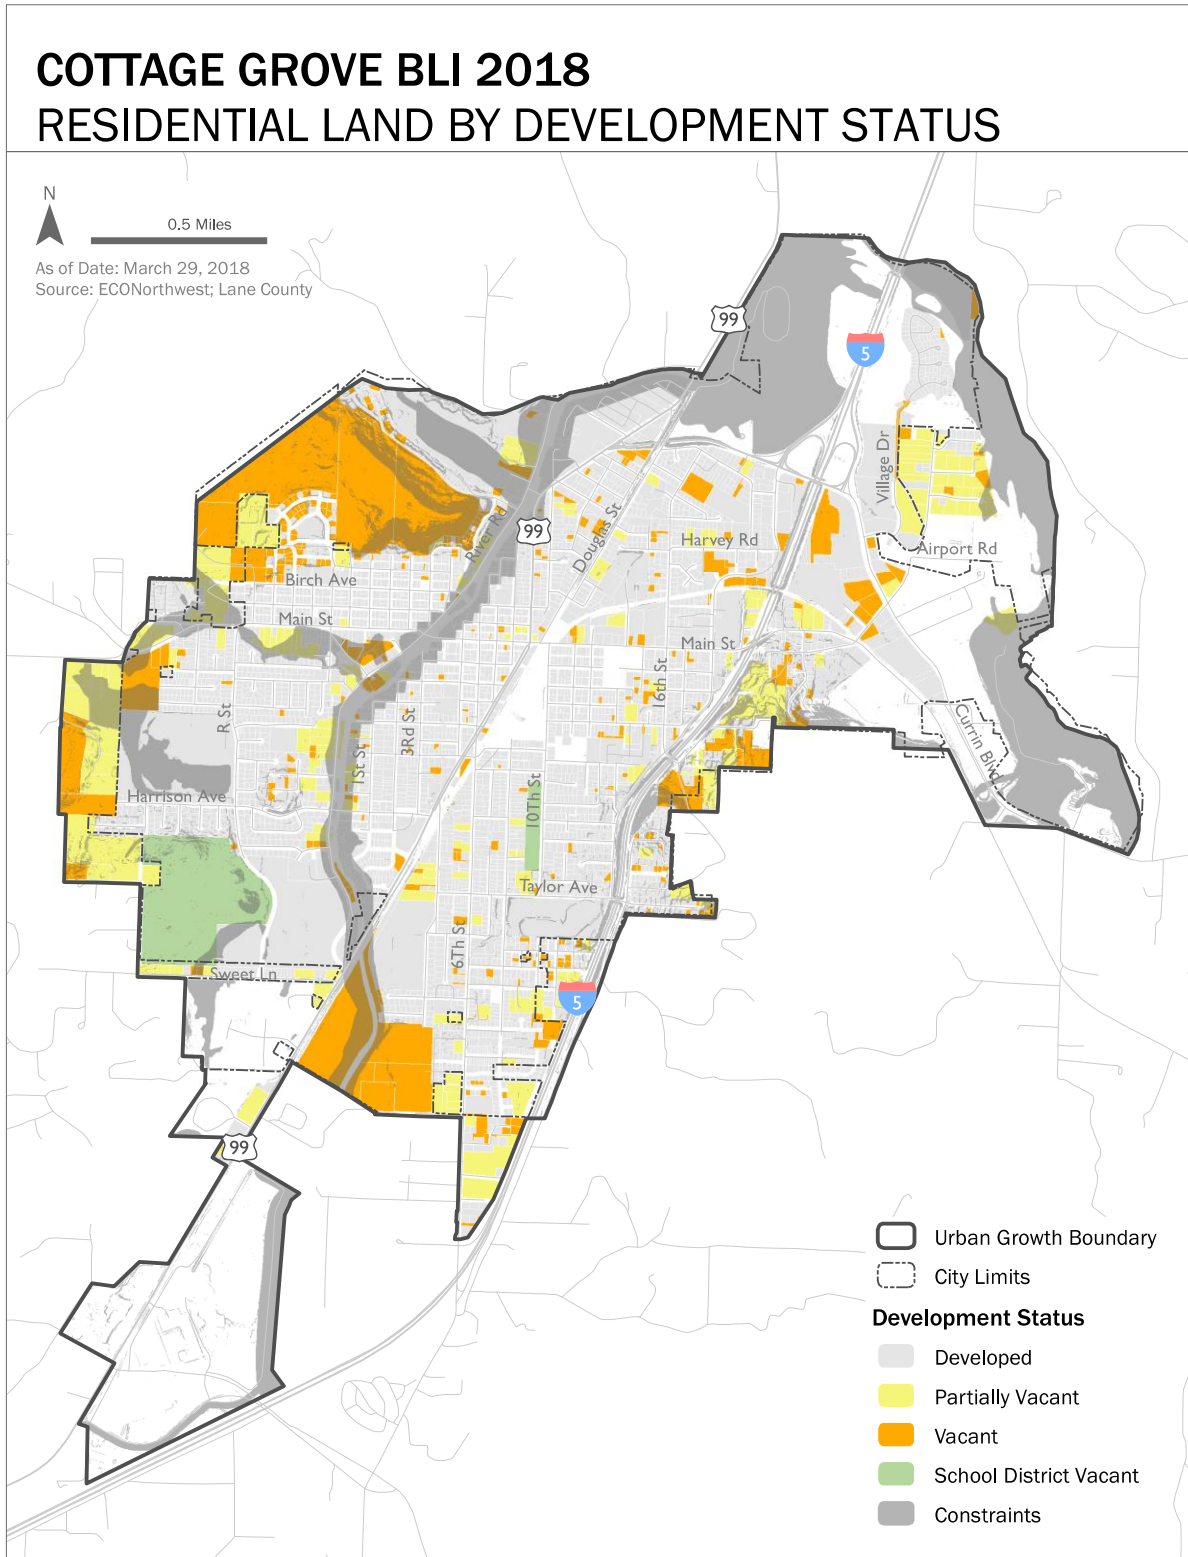 COTTAGE GROVE BLI 2018
RESIDENTIAL LAND BY DEVELOPMENT STATUS
N
0.5 Miles
As of Date: March 29, 2018
Source: ECONorthwest; Lane County
99
5
Village Dr
River Rd
99
Douglas St
Harvey Rd
Airport Rd
Birch Ave
Main St
Main St
16th St
R St
1St St
3Rd St
Currin Blvd
Harrison Ave
10Th St
Taylor Ave
6Th St
Sweet Ln
5
99
Urban Growth Boundary
City Limits
Development Status
Developed
Partially Vacant
Vacant
School District Vacant
Constraints